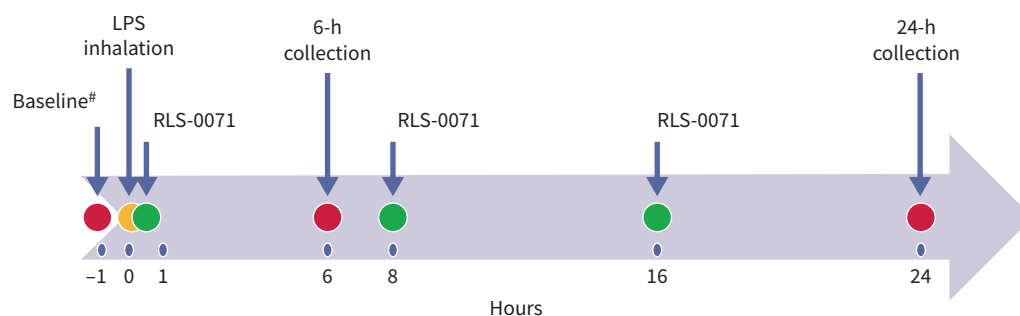 LPS
inhalation
6-h
collection
24-h
collection
Baseline#
RLS-0071
RLS-0071
RLS-0071
–1 0 1 6 8 16 24
Hours